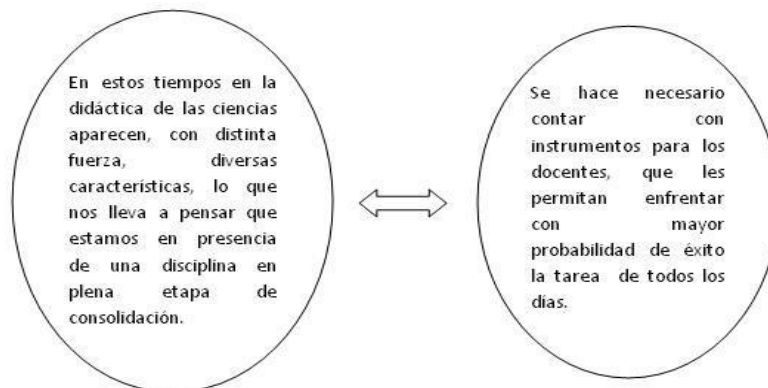 En estos tiempos en la
didáctica de las ciencias
aparecen, con distinta
fuerza, diversas
características, lo que
nos lleva a pensar que
estamos en presencia
de una disciplina en
plena etapa de
consolidación.
Se hace necesario
contar con
instrumentos para los
docentes, que les
permitan enfrentar
con mayor
probabilidad de éxito
la tarea de todos los
días.